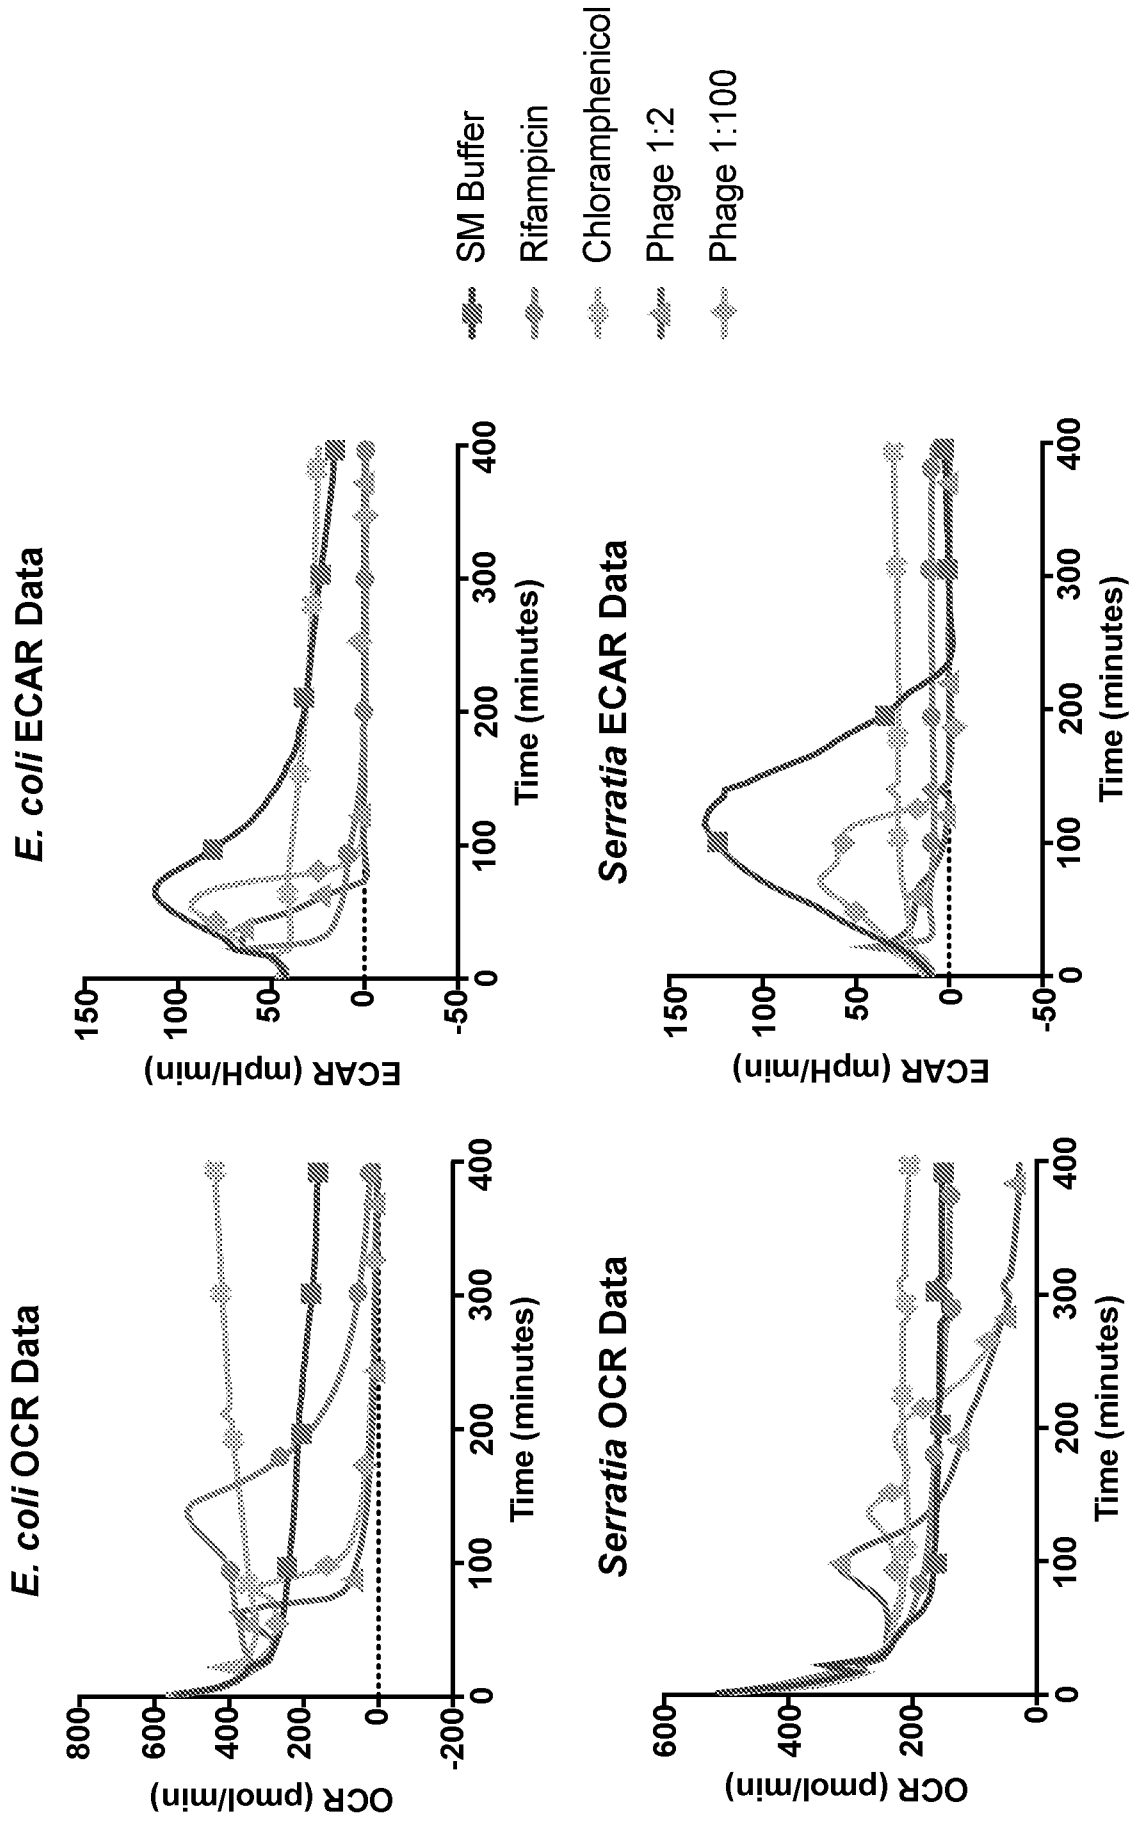 E. coli OCR Data
OCR (pmol/min)
800
600
400
200
0
-200
0
100
200
300
400
Time (minutes)
E. coli ECAR Data
ECAR (mpH/min)
150
100
50
0
-50
0
100
200
300
400
Time (minutes)
Serratia OCR Data
OCR (pmol/min)
600
400
200
0
0
100
200
300
400
Time (minutes)
Serratia ECAR Data
ECAR (mpH/min)
150
100
50
0
-50
0
100
200
300
400
Time (minutes)
SM Buffer
Rifampicin
Chloramphenicol
Phage 1:2
Phage 1:100